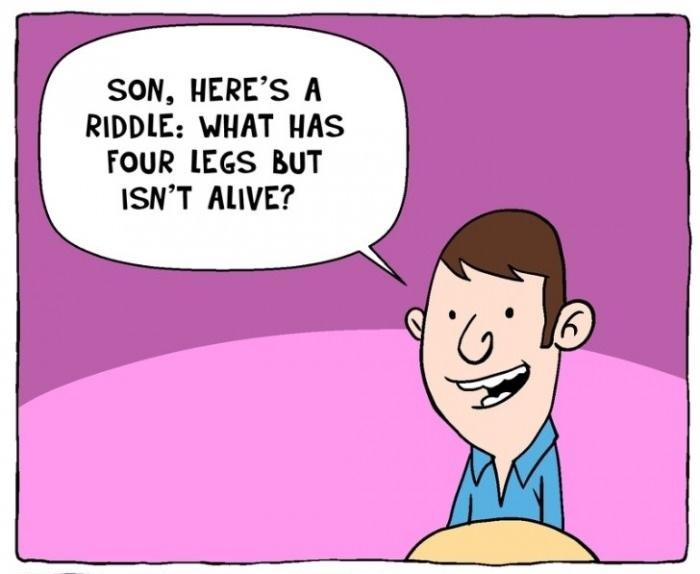 SON, HERE'S A
RIDDLE: WHAT HAS
FOUR LEGS BUT
ISN'T ALIVE?